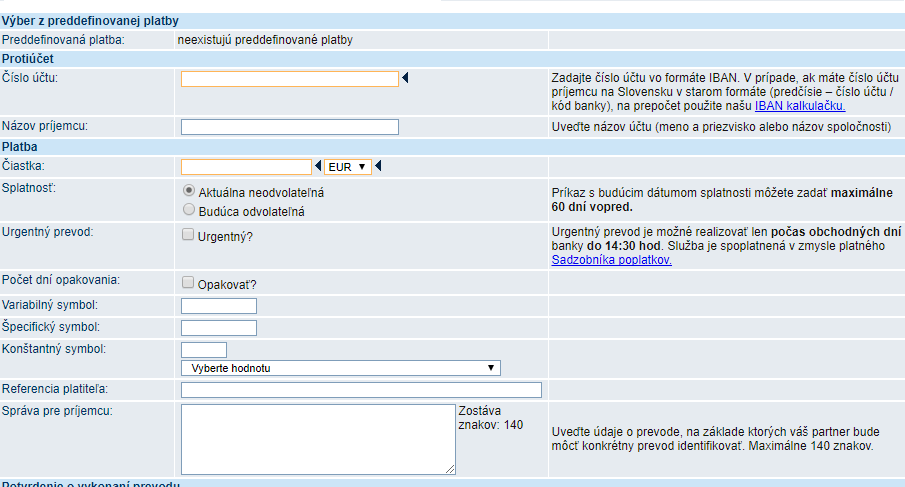 Výber z preddefinovanej platby
Preddefinovaná platba: neexistujú preddefinované platby
Protiúčet
Číslo účtu:
Zadajte číslo účtu vo formáte IBAN. V prípade, ak máte číslo účtu
príjemcu na Slovensku v starom formáte (predčísie – číslo účtu /
kód banky), na prepočet použite našu IBAN kalkulačku.
Názov príjemcu:
Uveďte názov účtu (meno a priezvisko alebo názov spoločnosti)
Platba
Čiastka: EUR
Splatnosť:
Aktuálna neodvolateľná
Budúca odvolateľná
Príkaz s budúcim dátumom splatnosti môžete zadať maximálne
60 dní vopred.
Urgentný prevod: Urgentný?
Urgentný prevod je možné realizovať len počas obchodných dní
banky do 14:30 hod. Služba je spoplatnená v zmysle platného
Sadzobníka poplatkov.
Počet dní opakovania: Opakovať?
Variabilný symbol:
Špecifický symbol:
Konštantný symbol:
Vyberte hodnotu
Referencia platiteľa:
Správa pre príjemcu:
Zostáva
znakov: 140
Uveďte údaje o prevode, na základe ktorých váš partner bude
môcť konkrétny prevod identifikovať. Maximálne 140 znakov.
Potvrdenie o vykonaní prevodu